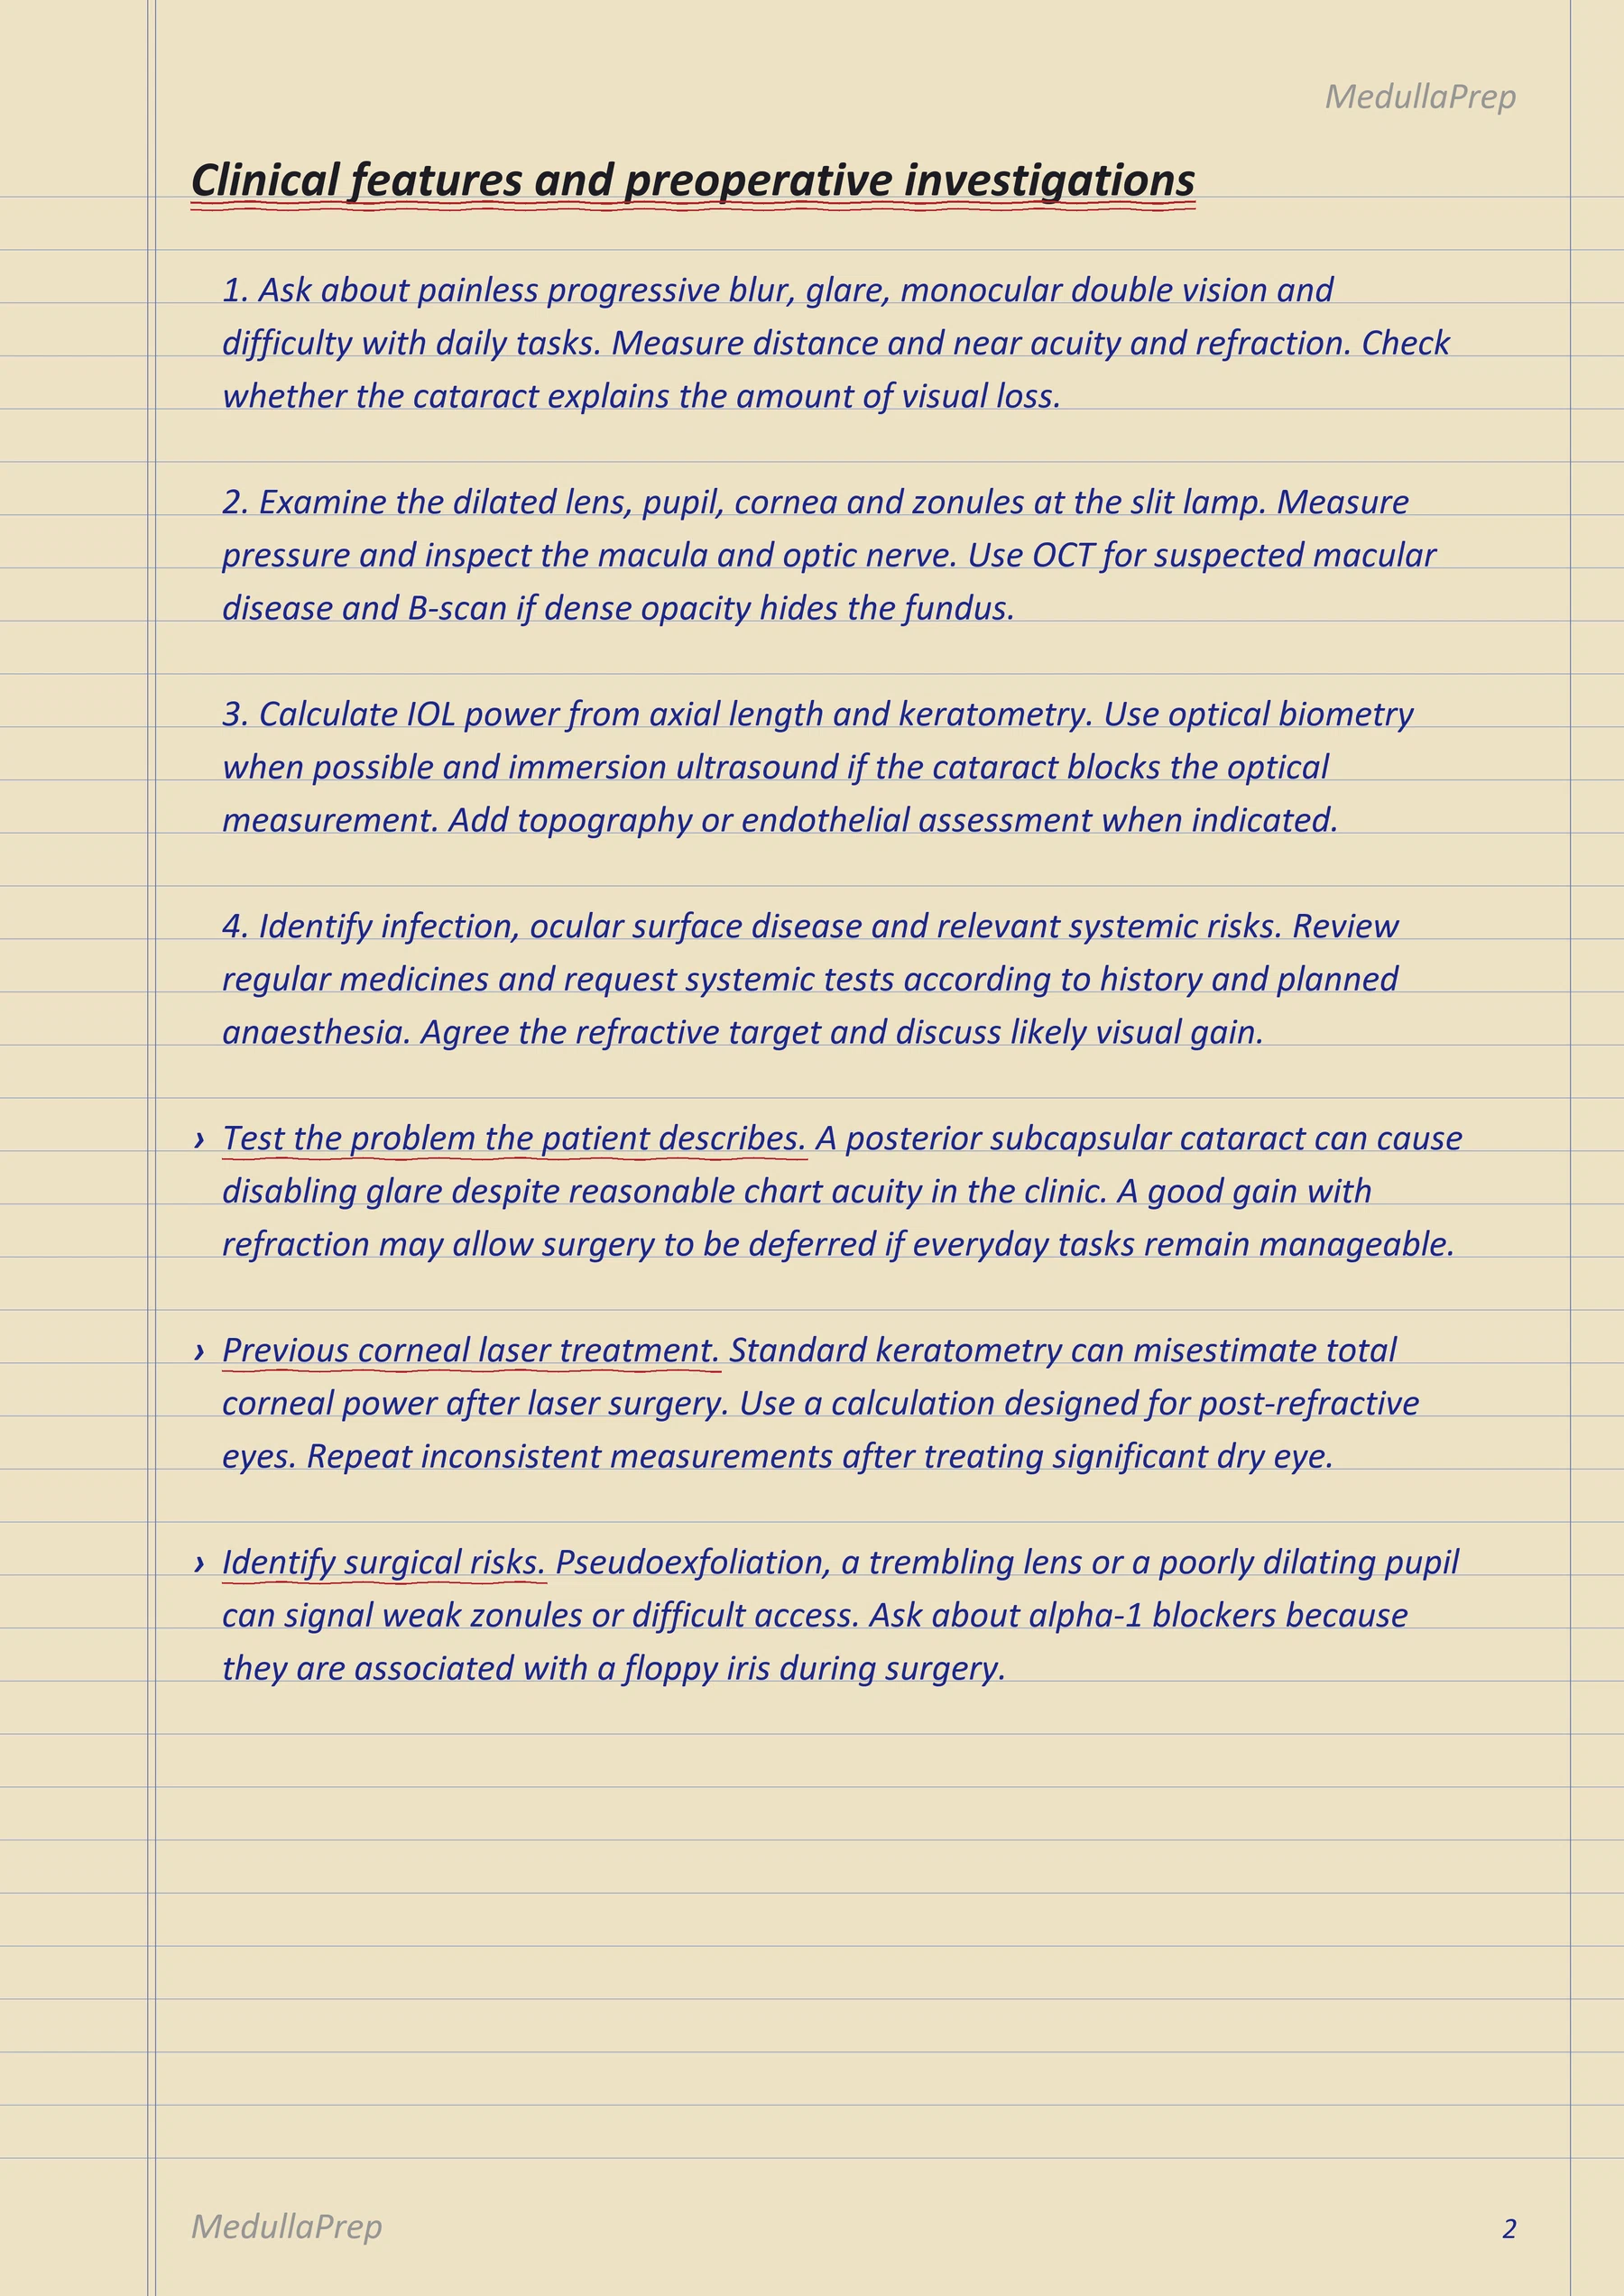 MedullaPrep
Clinical features and preoperative investigations
1. Ask about painless progressive blur, glare, monocular double vision and
difficulty with daily tasks. Measure distance and near acuity and refraction. Check
whether the cataract explains the amount of visual loss.
2. Examine the dilated lens, pupil, cornea and zonules at the slit lamp. Measure
pressure and inspect the macula and optic nerve. Use OCT for suspected macular
disease and B-scan if dense opacity hides the fundus.
3. Calculate IOL power from axial length and keratometry. Use optical biometry
when possible and immersion ultrasound if the cataract blocks the optical
measurement. Add topography or endothelial assessment when indicated.
4. Identify infection, ocular surface disease and relevant systemic risks. Review
regular medicines and request systemic tests according to history and planned
anaesthesia. Agree the refractive target and discuss likely visual gain.
› Test the problem the patient describes. A posterior subcapsular cataract can cause
disabling glare despite reasonable chart acuity in the clinic. A good gain with
refraction may allow surgery to be deferred if everyday tasks remain manageable.
› Previous corneal laser treatment. Standard keratometry can misestimate total
corneal power after laser surgery. Use a calculation designed for post-refractive
eyes. Repeat inconsistent measurements after treating significant dry eye.
› Identify surgical risks. Pseudoexfoliation, a trembling lens or a poorly dilating pupil
can signal weak zonules or difficult access. Ask about alpha-1 blockers because
they are associated with a floppy iris during surgery.
MedullaPrep
2